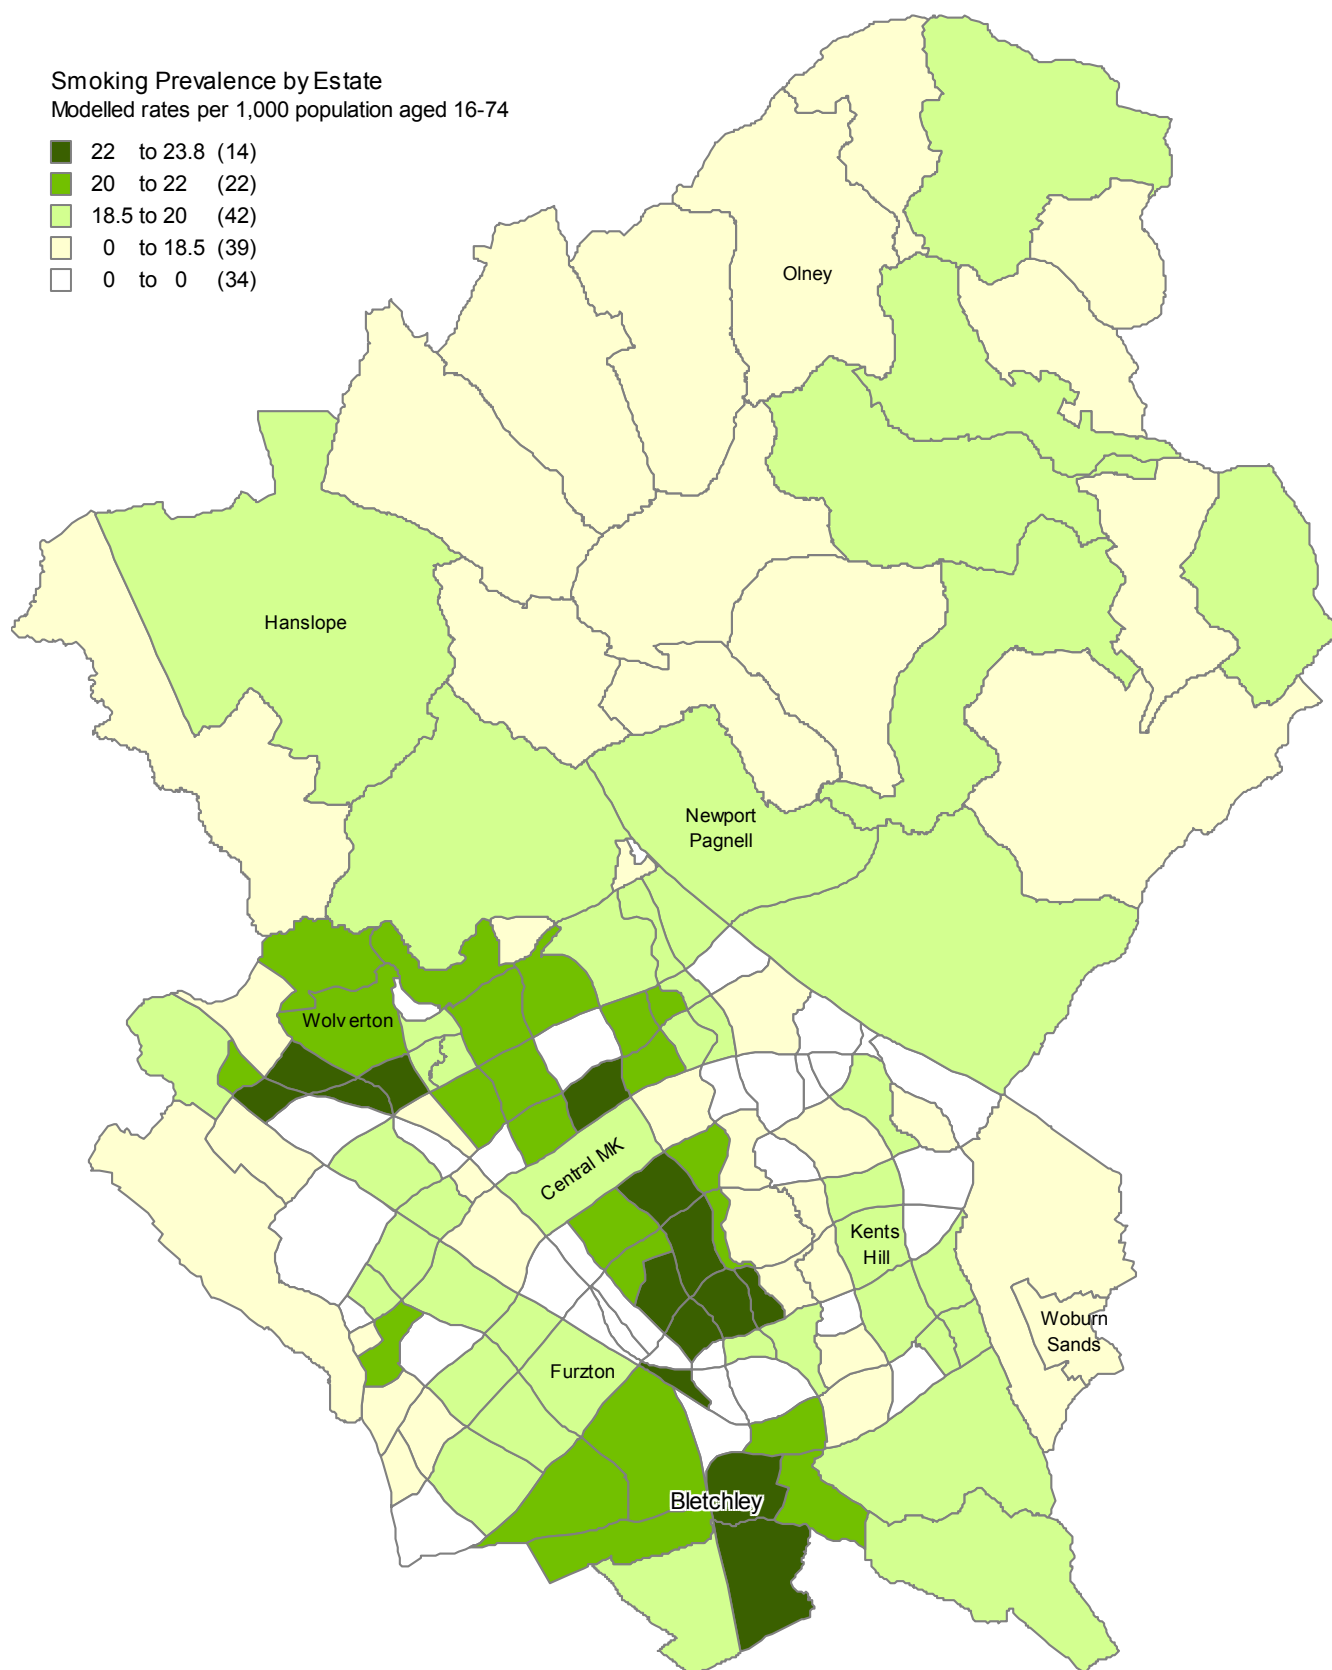 Smoking Prevalence by Estate
Modelled rates per 1,000 population aged 16-74
22 to 23.8 (14)
20 to 22 (22)
18.5 to 20 (42)
0 to 18.5 (39)
0 to 0 (34)
Olney
Hanslope
Newport
Pagnell
Wolverton
Central MK
Kents
Hill
Woburn
Sands
Furzton
Bletchley